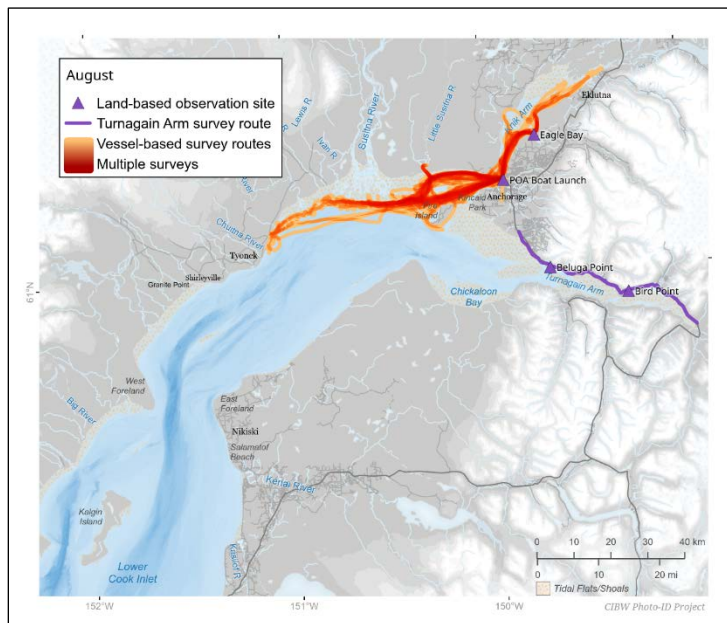 August
Land-based observation site
Turnagain Arm survey route
Vessel-based survey routes
Multiple surveys
Lewis R
Ivan R
Susitna River
Little Susitna R
Knik Arm
Eklutna
Eagle Bay
POA Boat Launch
Kincaid
Park
Anchorage
Island
River
Chuitna River
Tyonek
Shirleyville
Granite Point
61°N
Beluga Point
Turnagain Arm
Bird Point
Chickaloon
Bay
West
Foreland
Big River
East
Foreland
Nikiski
Salamatof
Beach
Kenai River
Kalgin
Island
Kasilof R
Lower
Cook Inlet
0 5 10 20 30 40 km
0 5 10 20 mi
Tidal Flats/Shoals
CIBW Photo-ID Project
152°W
151°W
150°W